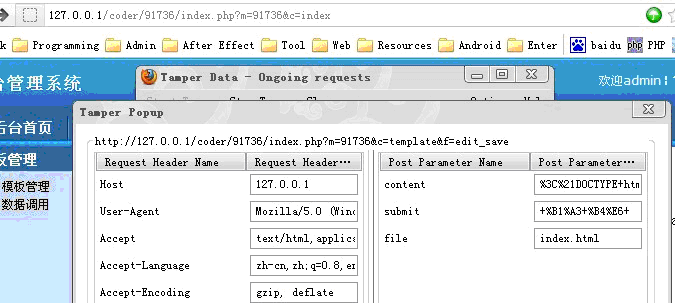 127.0.0.1/coder/91736/index.php?m=91736&c=index
k Programming Admin After Effect Tool Web Resources Android Enter baidu php PHP
台管理系统
欢迎admin!
Tamper Data - Ongoing requests
Tamper Popup
后台首页
板管理
模板管理
数据调用
http://127.0.0.1/coder/91736/index.php?m=91736&c=template&f=edit_save
Request Header Name Request Header... Post Parameter Name Post Parameter...
Host 127.0.0.1 content %3C%21DOCTYPE+htm
User-Agent Mozilla/5.0 (Wind submit +%B1%A3+%B4%E6+
Accept text/html,applica file index.html
Accept-Language zh-cn,zh;q=0.8,en
Accept-Encoding gzip, deflate